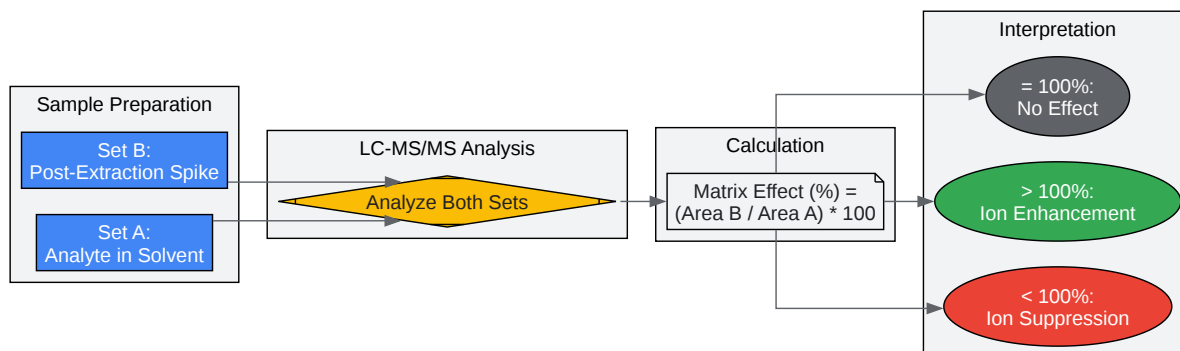 Sample Preparation
Set B:
Post-Extraction Spike
Set A:
Analyte in Solvent
LC-MS/MS Analysis
Analyze Both Sets
Calculation
Matrix Effect (%) =
(Area B / Area A) * 100
Interpretation
= 100%:
No Effect
> 100%:
Ion Enhancement
< 100%:
Ion Suppression